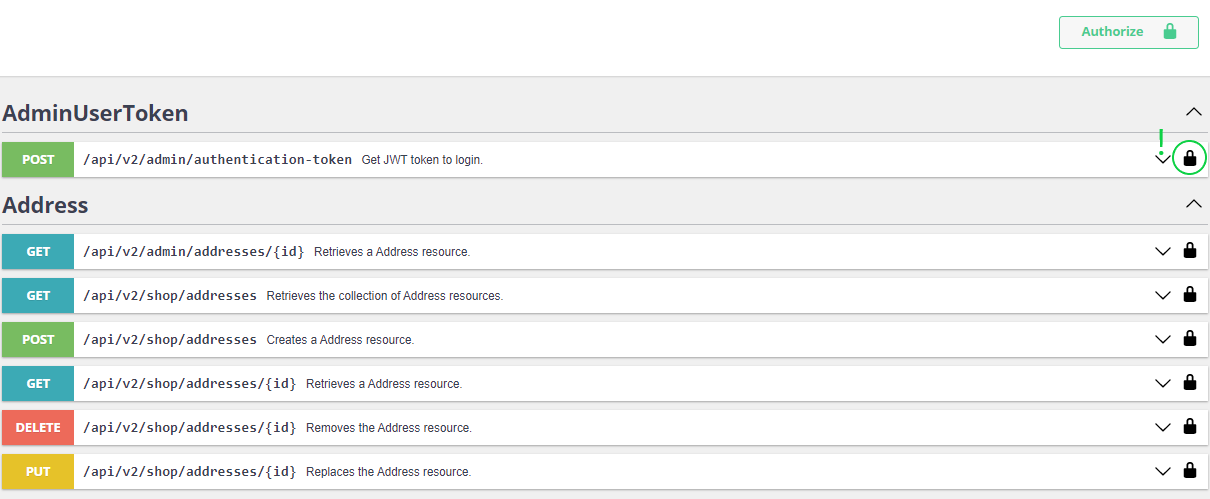 Authorize
AdminUserToken
!
POST /api/v2/admin/authentication-token Get JWT token to login.
Address
GET /api/v2/admin/addresses/{id} Retrieves a Address resource.
GET /api/v2/shop/addresses Retrieves the collection of Address resources.
POST /api/v2/shop/addresses Creates a Address resource.
GET /api/v2/shop/addresses/{id} Retrieves a Address resource.
DELETE /api/v2/shop/addresses/{id} Removes the Address resource.
PUT /api/v2/shop/addresses/{id} Replaces the Address resource.